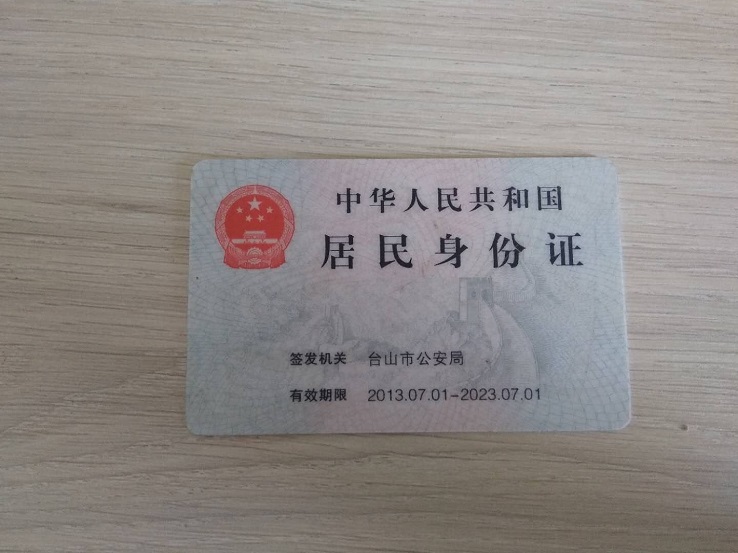 中华人民共和国
居民身份证
签发机关 台山市公安局
有效期限 2013.07.01-2023.07.01